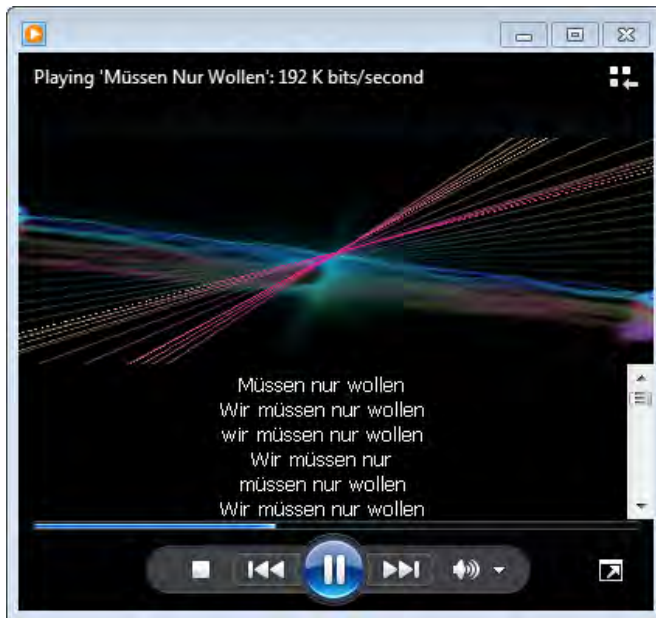 Playing 'Müssen Nur Wollen': 192 K bits/second
Müssen nur wollen
Wir müssen nur wollen
wir müssen nur wollen
Wir müssen nur
müssen nur wollen
Wir müssen nur wollen